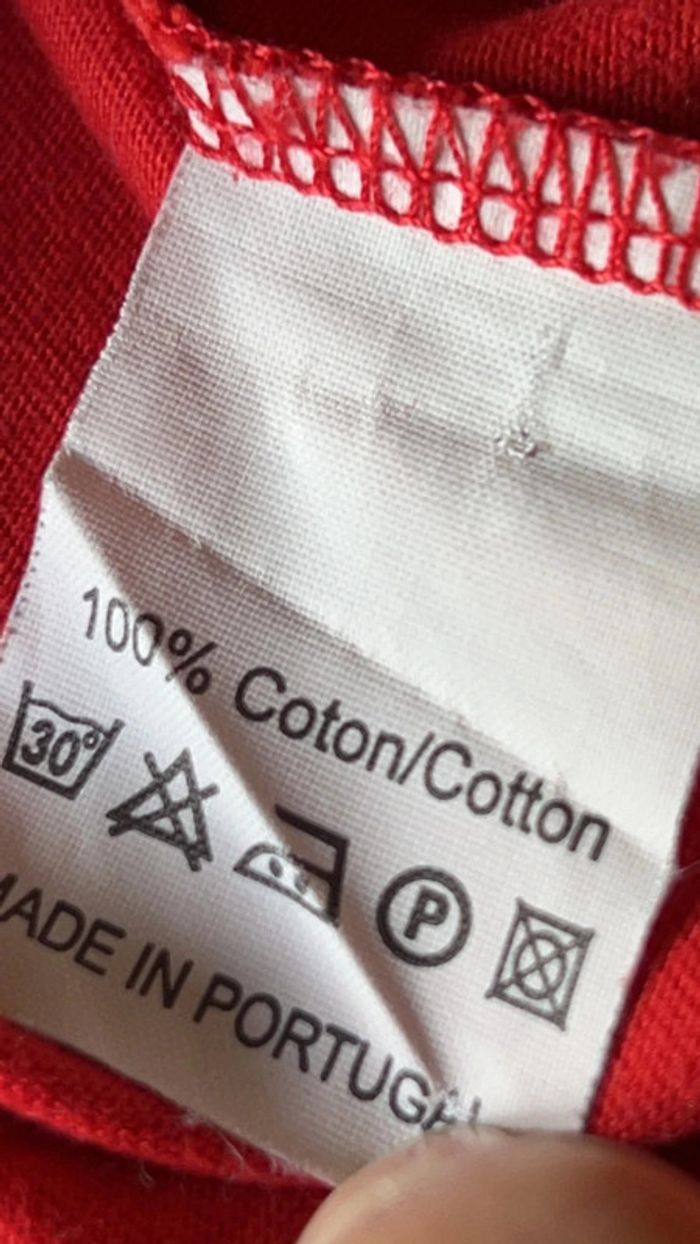 100% Coton/Cotton
30°
P
MADE IN PORTUGAL